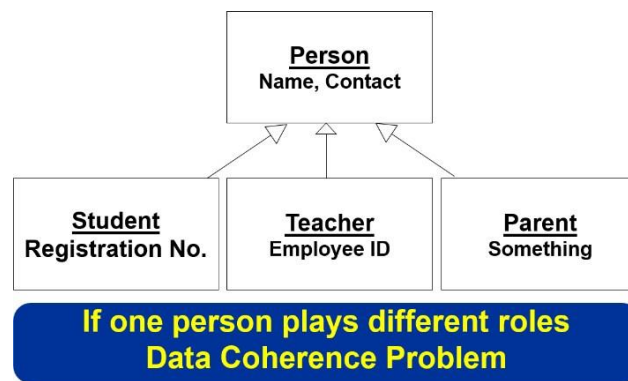 Person
Name, Contact
Student
Registration No.
Teacher
Employee ID
Parent
Something
If one person plays different roles
Data Coherence Problem